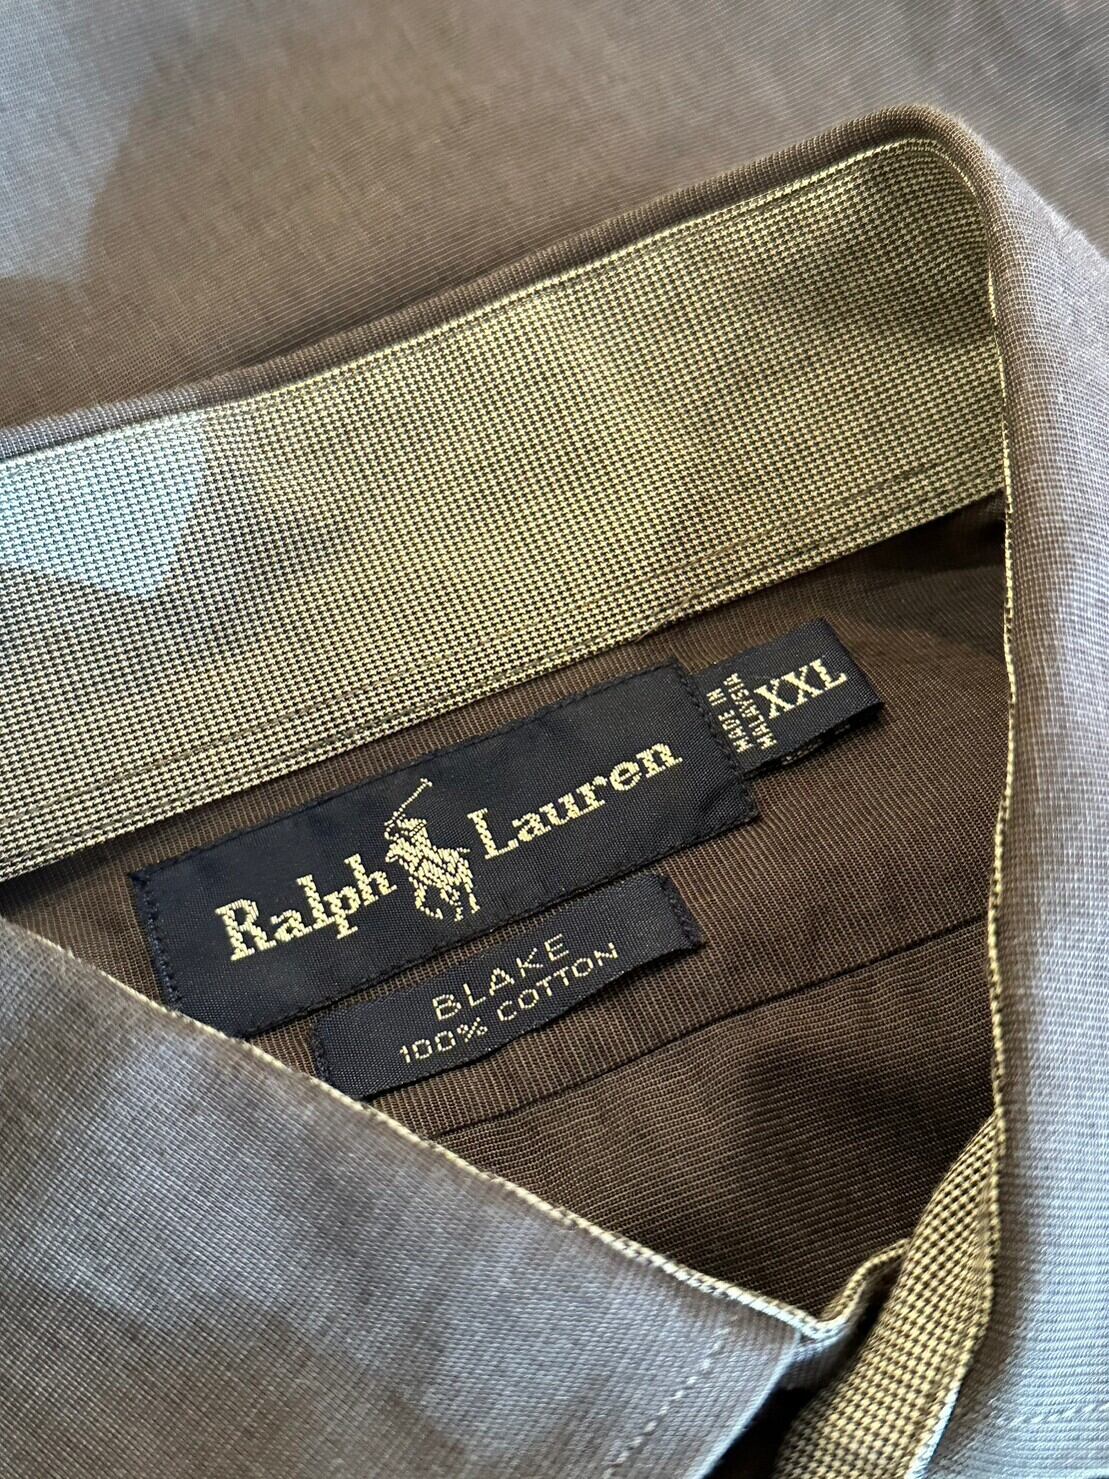 Ralph Lauren
XXL
MADE IN
MALAYSIA
BLAKE
100% COTTON